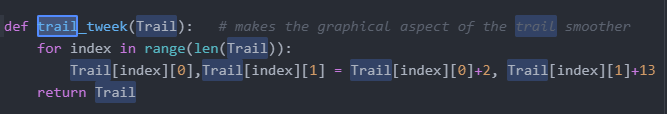 def trail_tweek(Trail):   # makes the graphical aspect of the trail smoother
    for index in range(len(Trail)):
        Trail[index][0],Trail[index][1] = Trail[index][0]+2, Trail[index][1]+13
    return Trail